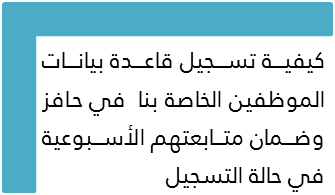 كيفية تسجيل قاعدة بيانات
الموظفين الخاصة بنا في حافز
وضمان متابعتهم الأسبوعية
في حالة التسجيل